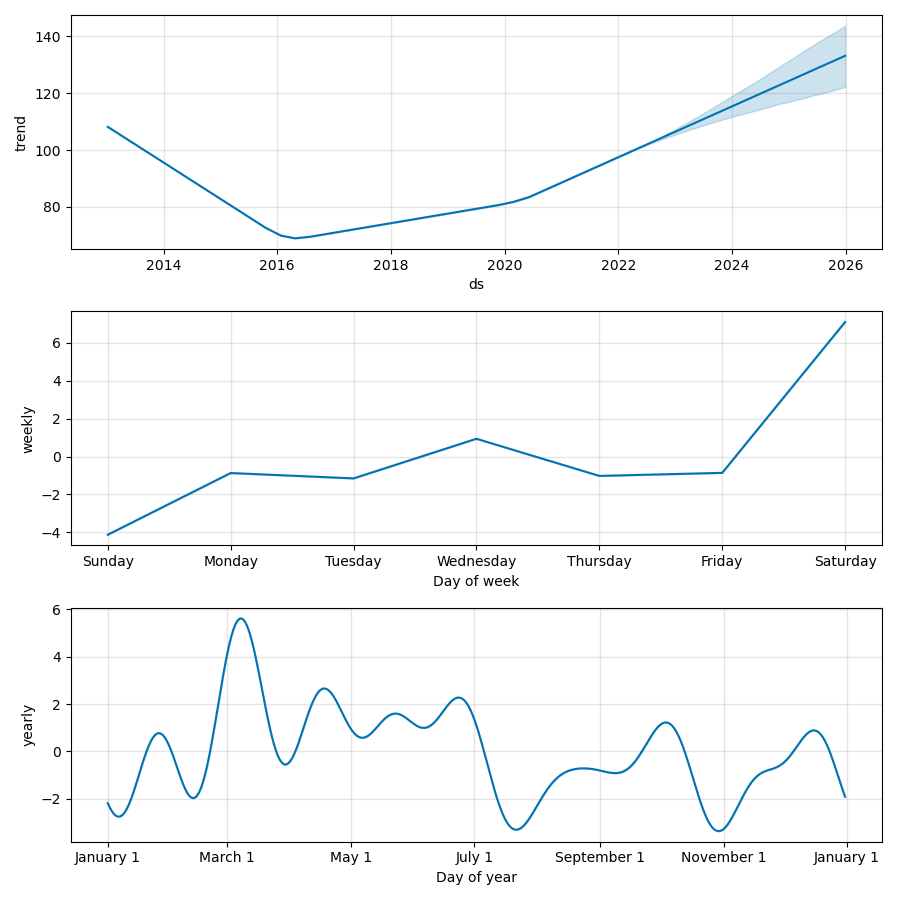 140
120
100
80
trend
2014 2016 2018 2020 2022 2024 2026
ds
6
4
2
0
−2
−4
weekly
Sunday Monday Tuesday Wednesday Thursday Friday Saturday
Day of week
6
4
2
0
−2
yearly
January 1 March 1 May 1 July 1 September 1 November 1 January 1
Day of year